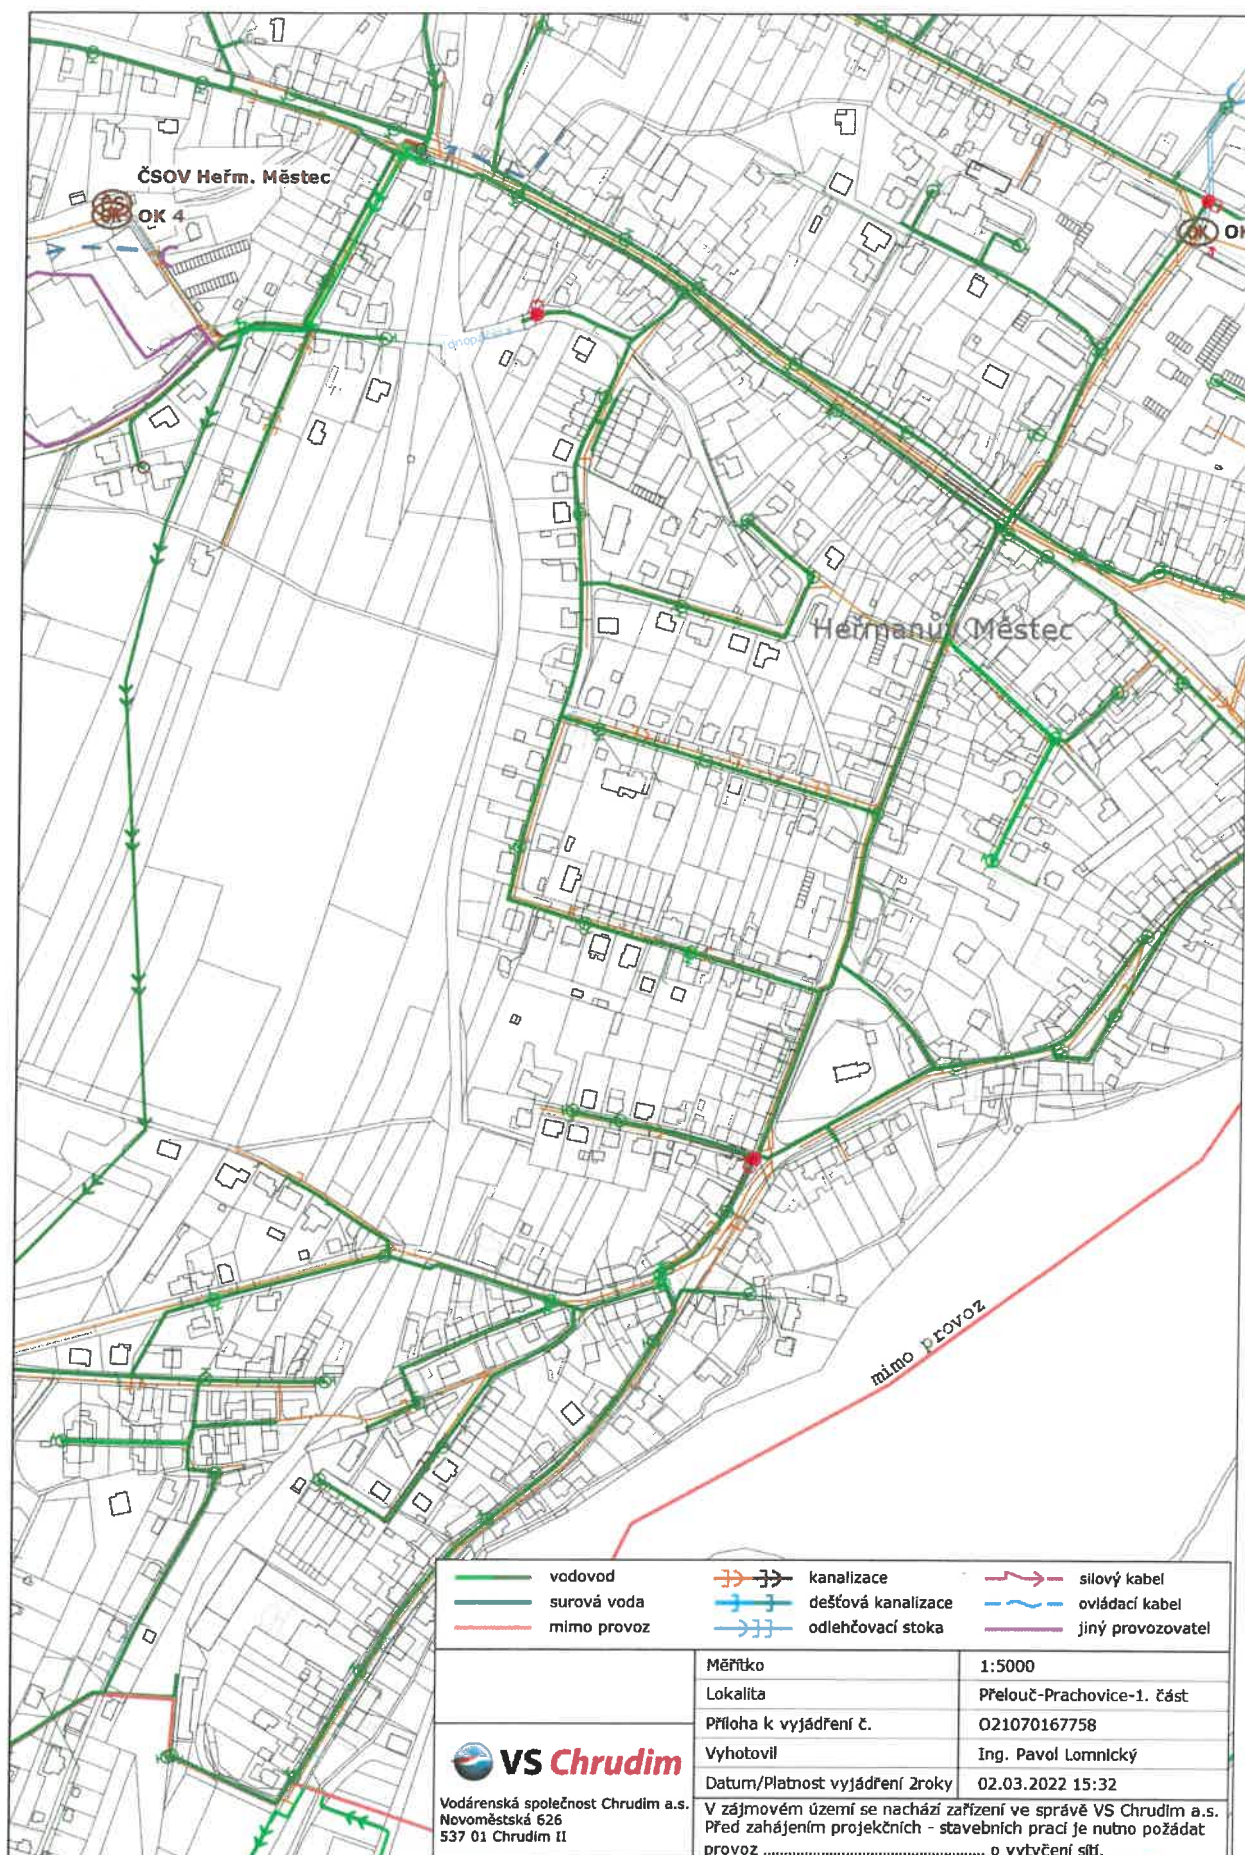 ČSOV Heřm. Městec
ČS
OK
OK 4
OK
OK
Heřmanův Městec
mimo provoz
vodovod
surová voda
mimo provoz
kanalizace
dešťová kanalizace
odlehčovací stoka
silový kabel
ovládací kabel
jiný provozovatel
Měřítko 1:5000
Lokalita Přelouč-Prachovice-1. část
Příloha k vyjádření č. O21070167758
Vyhotovil Ing. Pavol Lomnický
Datum/Platnost vyjádření 2roky 02.03.2022 15:32
VS Chrudim
Vodárenská společnost Chrudim a.s.
Novoměstská 626
537 01 Chrudim II
V zájmovém území se nachází zařízení ve správě VS Chrudim a.s.
Před zahájením projekčních - stavebních prací je nutno požádat
provoz .................................................. o vytyčení sítí.